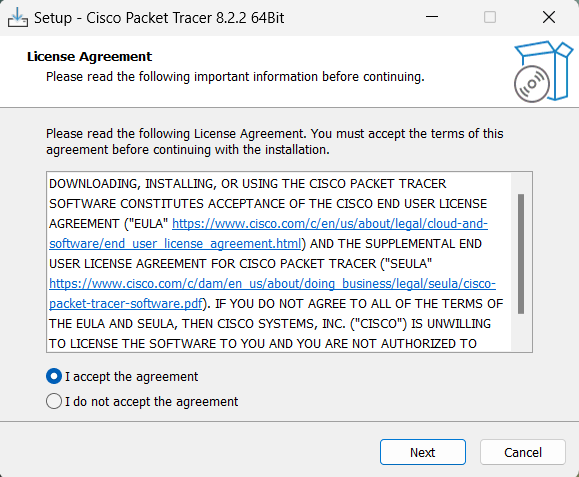 Setup - Cisco Packet Tracer 8.2.2 64Bit
License Agreement
Please read the following important information before continuing.
Please read the following License Agreement. You must accept the terms of this
agreement before continuing with the installation.
DOWNLOADING, INSTALLING, OR USING THE CISCO PACKET TRACER
SOFTWARE CONSTITUTES ACCEPTANCE OF THE CISCO END USER LICENSE
AGREEMENT ("EULA" https://www.cisco.com/c/en/us/about/legal/cloud-and-
software/end_user_license_agreement.html) AND THE SUPPLEMENTAL END
USER LICENSE AGREEMENT FOR CISCO PACKET TRACER ("SEULA"
https://www.cisco.com/c/dam/en_us/about/doing_business/legal/seula/cisco-
packet-tracer-software.pdf). IF YOU DO NOT AGREE TO ALL OF THE TERMS OF
THE EULA AND SEULA, THEN CISCO SYSTEMS, INC. ("CISCO") IS UNWILLING
TO LICENSE THE SOFTWARE TO YOU AND YOU ARE NOT AUTHORIZED TO
I accept the agreement
I do not accept the agreement
Next
Cancel